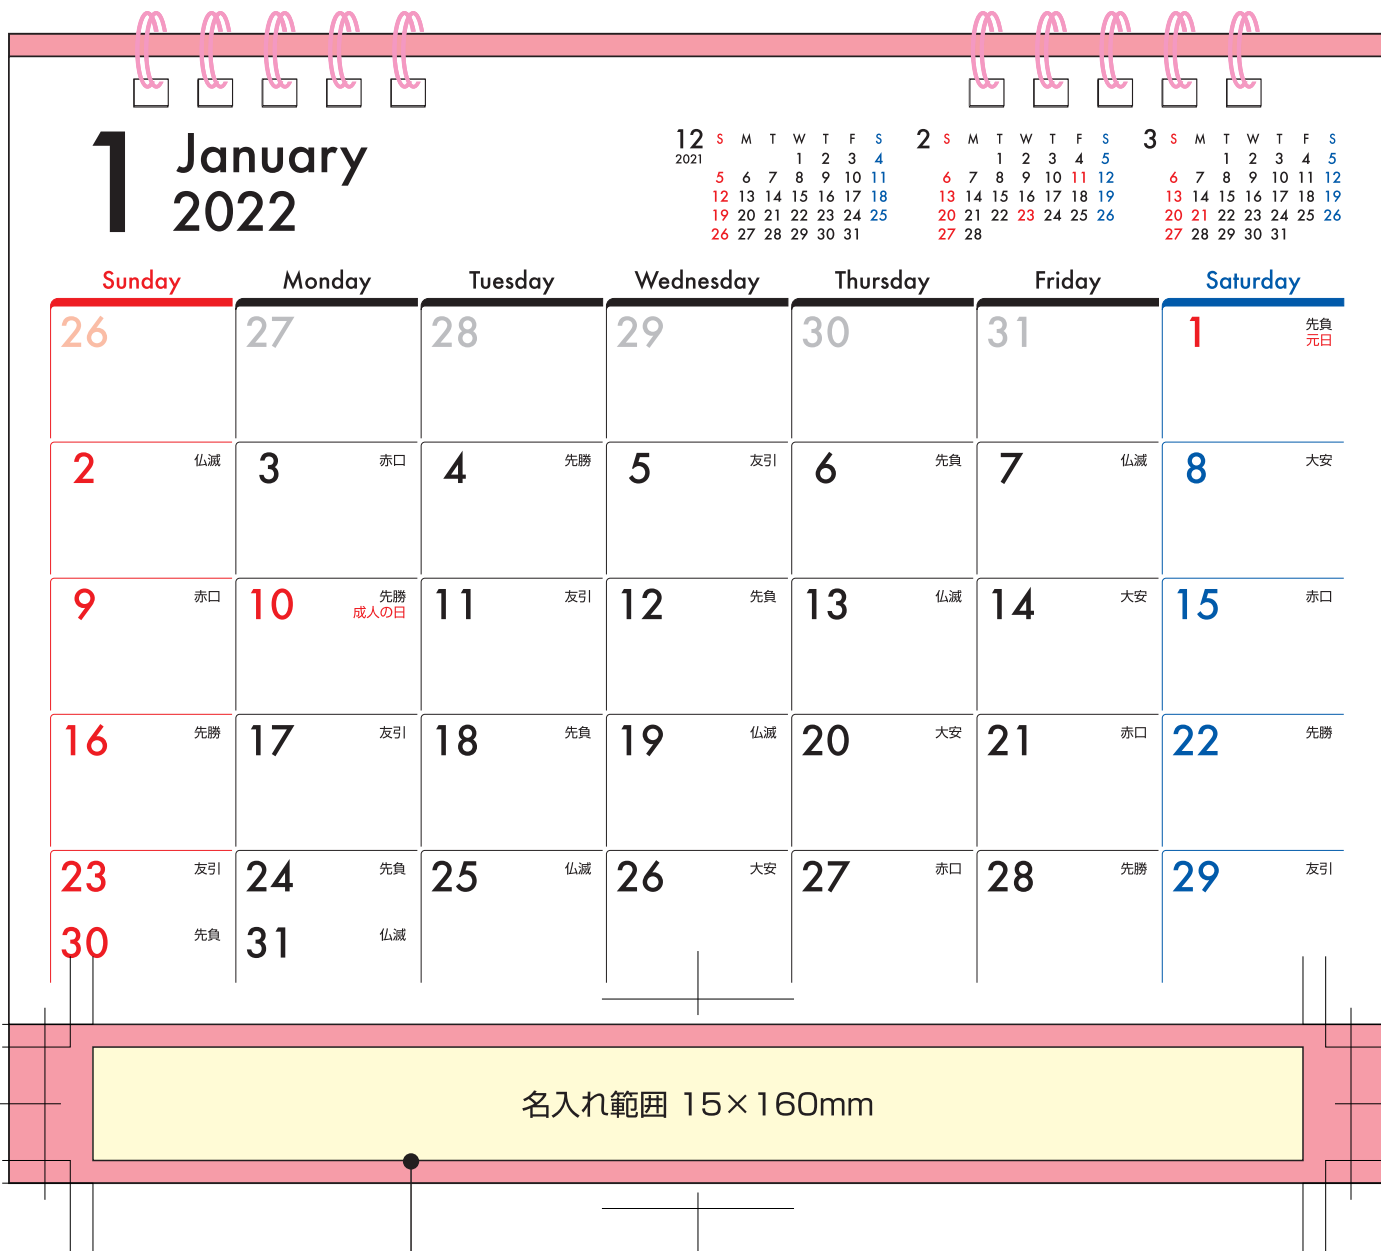 1 January
2022
12 S M T W T F S
2021 1 2 3 4
5 6 7 8 9 10 11
12 13 14 15 16 17 18
19 20 21 22 23 24 25
26 27 28 29 30 31
2 S M T W T F S
1 2 3 4 5
6 7 8 9 10 11 12
13 14 15 16 17 18 19
20 21 22 23 24 25 26
27 28
3 S M T W T F S
1 2 3 4 5
6 7 8 9 10 11 12
13 14 15 16 17 18 19
20 21 22 23 24 25 26
27 28 29 30 31
Sunday Monday Tuesday Wednesday Thursday Friday Saturday
26 27 28 29 30 31 1 先負
元日
2 仏滅 3 赤口 4 先勝 5 友引 6 先負 7 仏滅 8 大安
9 赤口 10 先勝 11 友引 12 先負 13 仏滅 14 大安 15 赤口
成人の日
16 先勝 17 友引 18 先負 19 仏滅 20 大安 21 赤口 22 先勝
23 友引 24 先負 25 仏滅 26 大安 27 赤口 28 先勝 29 友引
30 先負 31 仏滅
名入れ範囲 15×160mm